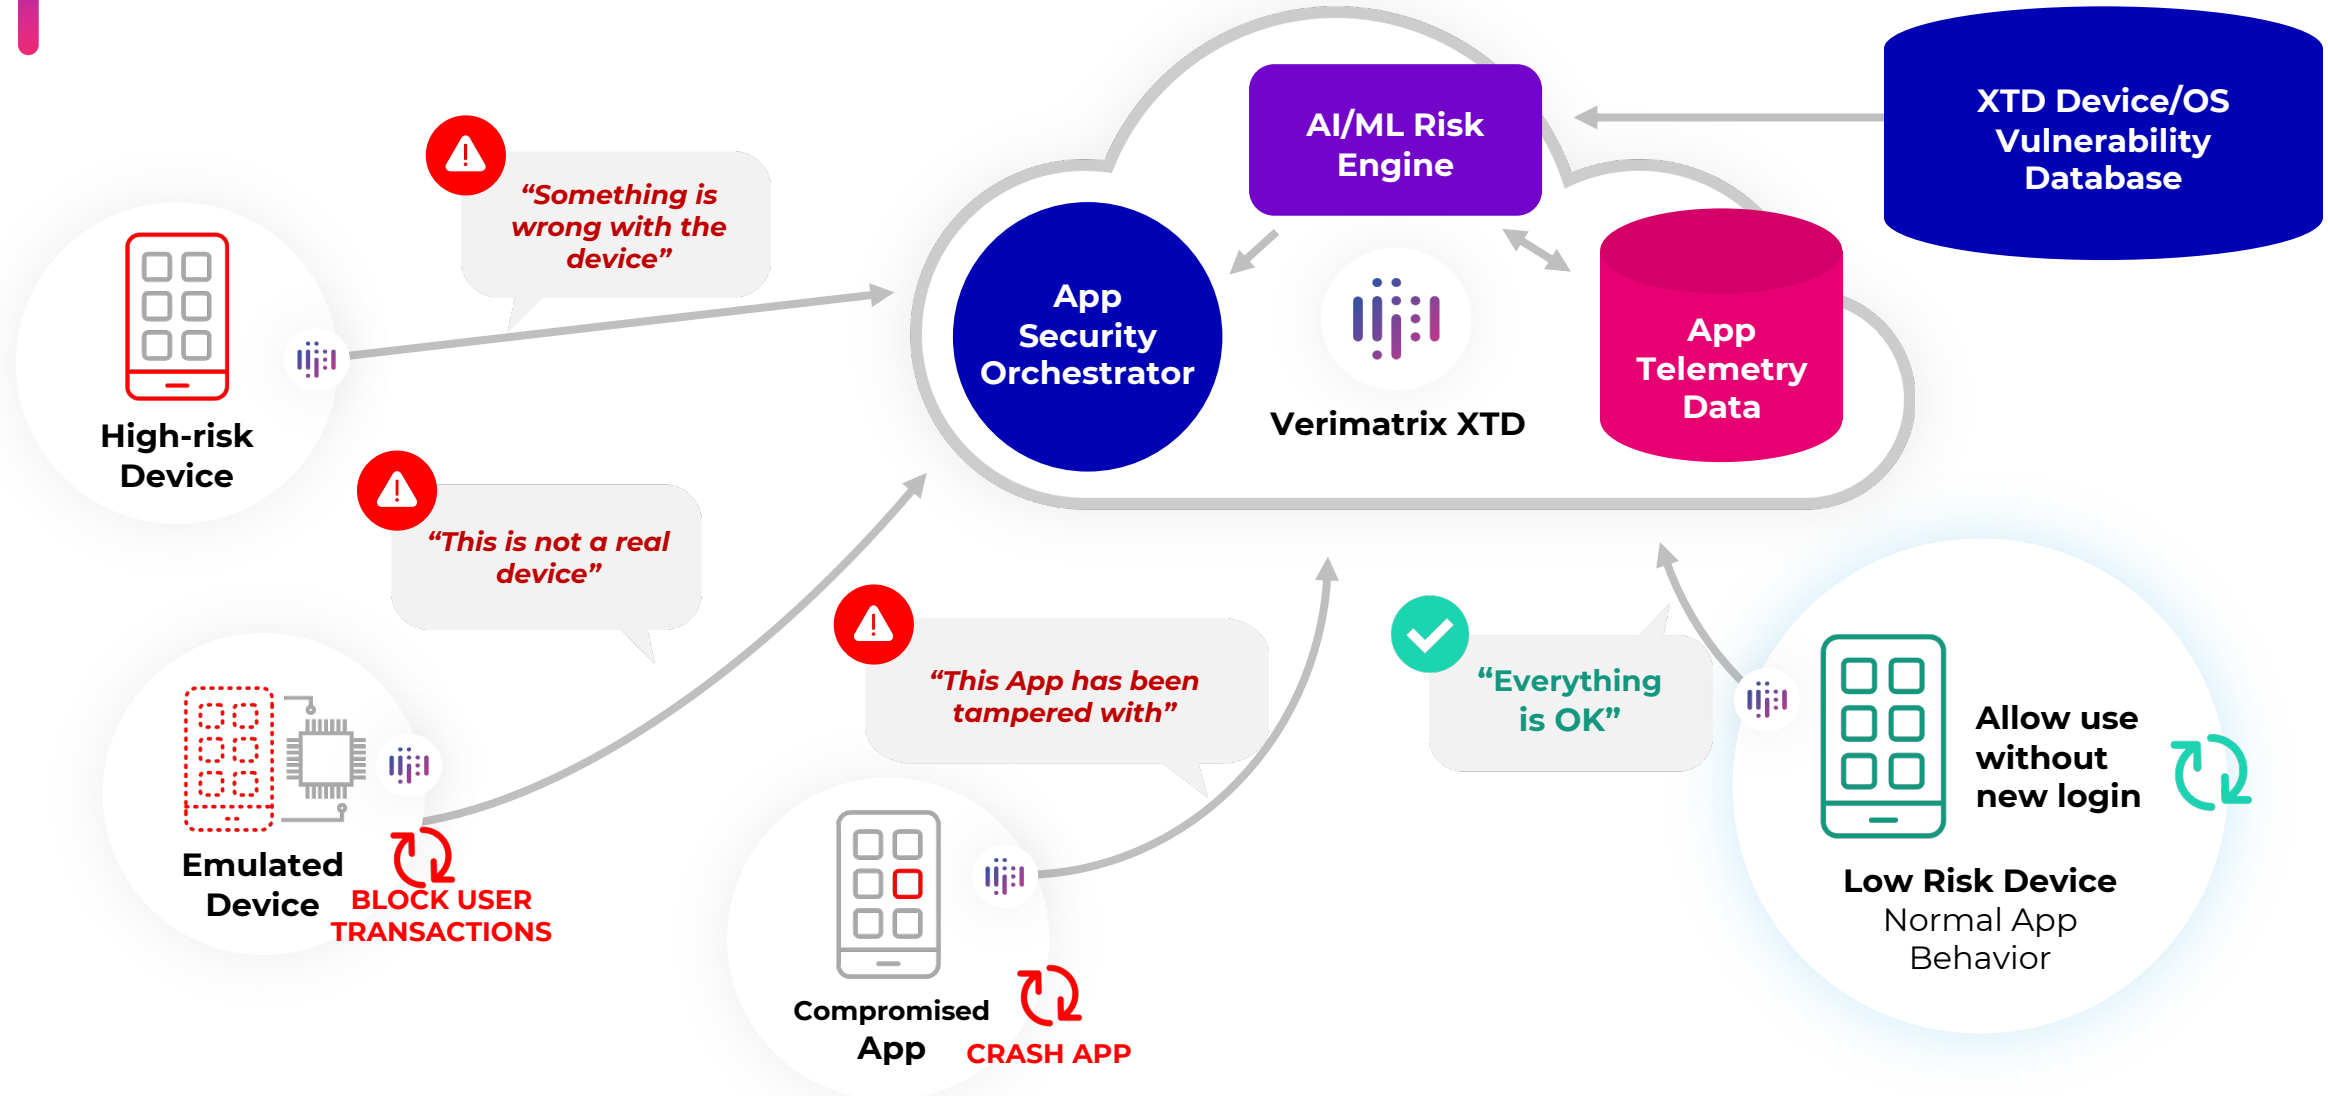 XTD Device/OS
Vulnerability
Database
AI/ML Risk
Engine
“Something is
wrong with the
device”
App
Security
Orchestrator
App
Telemetry
Data
Verimatrix XTD
High-risk
Device
“This is not a real
device”
“This App has been
tampered with”
“Everything
is OK”
Allow use
without
new login
Emulated
Device
BLOCK USER
TRANSACTIONS
Low Risk Device
Normal App
Behavior
Compromised
App
CRASH APP